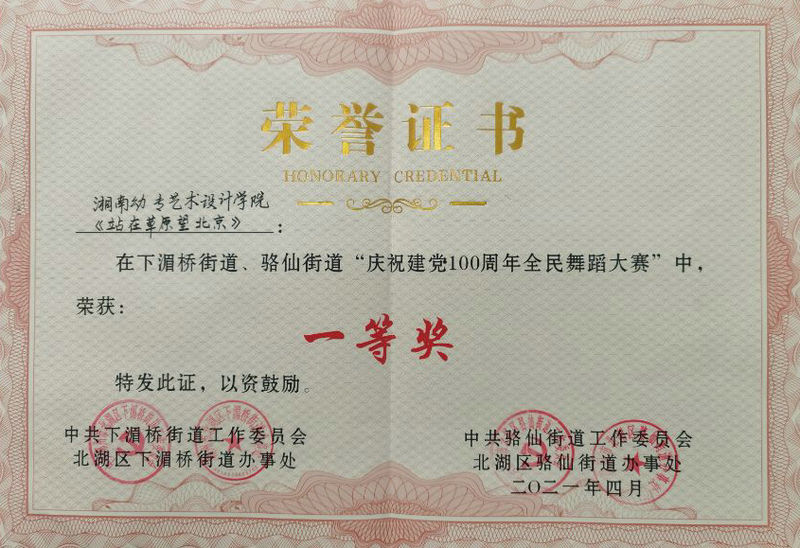 荣誉证书
HONORARY CREDENTIAL
湘南幼专艺术设计学院
《站在草原望北京》：
在下湄桥街道、骆仙街道“庆祝建党100周年全民舞蹈大赛”中，
荣获：
一等奖
特发此证，以资鼓励。
中共下湄桥街道工作委员会
北湖区下湄桥街道办事处
中共骆仙街道工作委员会
北湖区骆仙街道办事处
二〇二一年四月